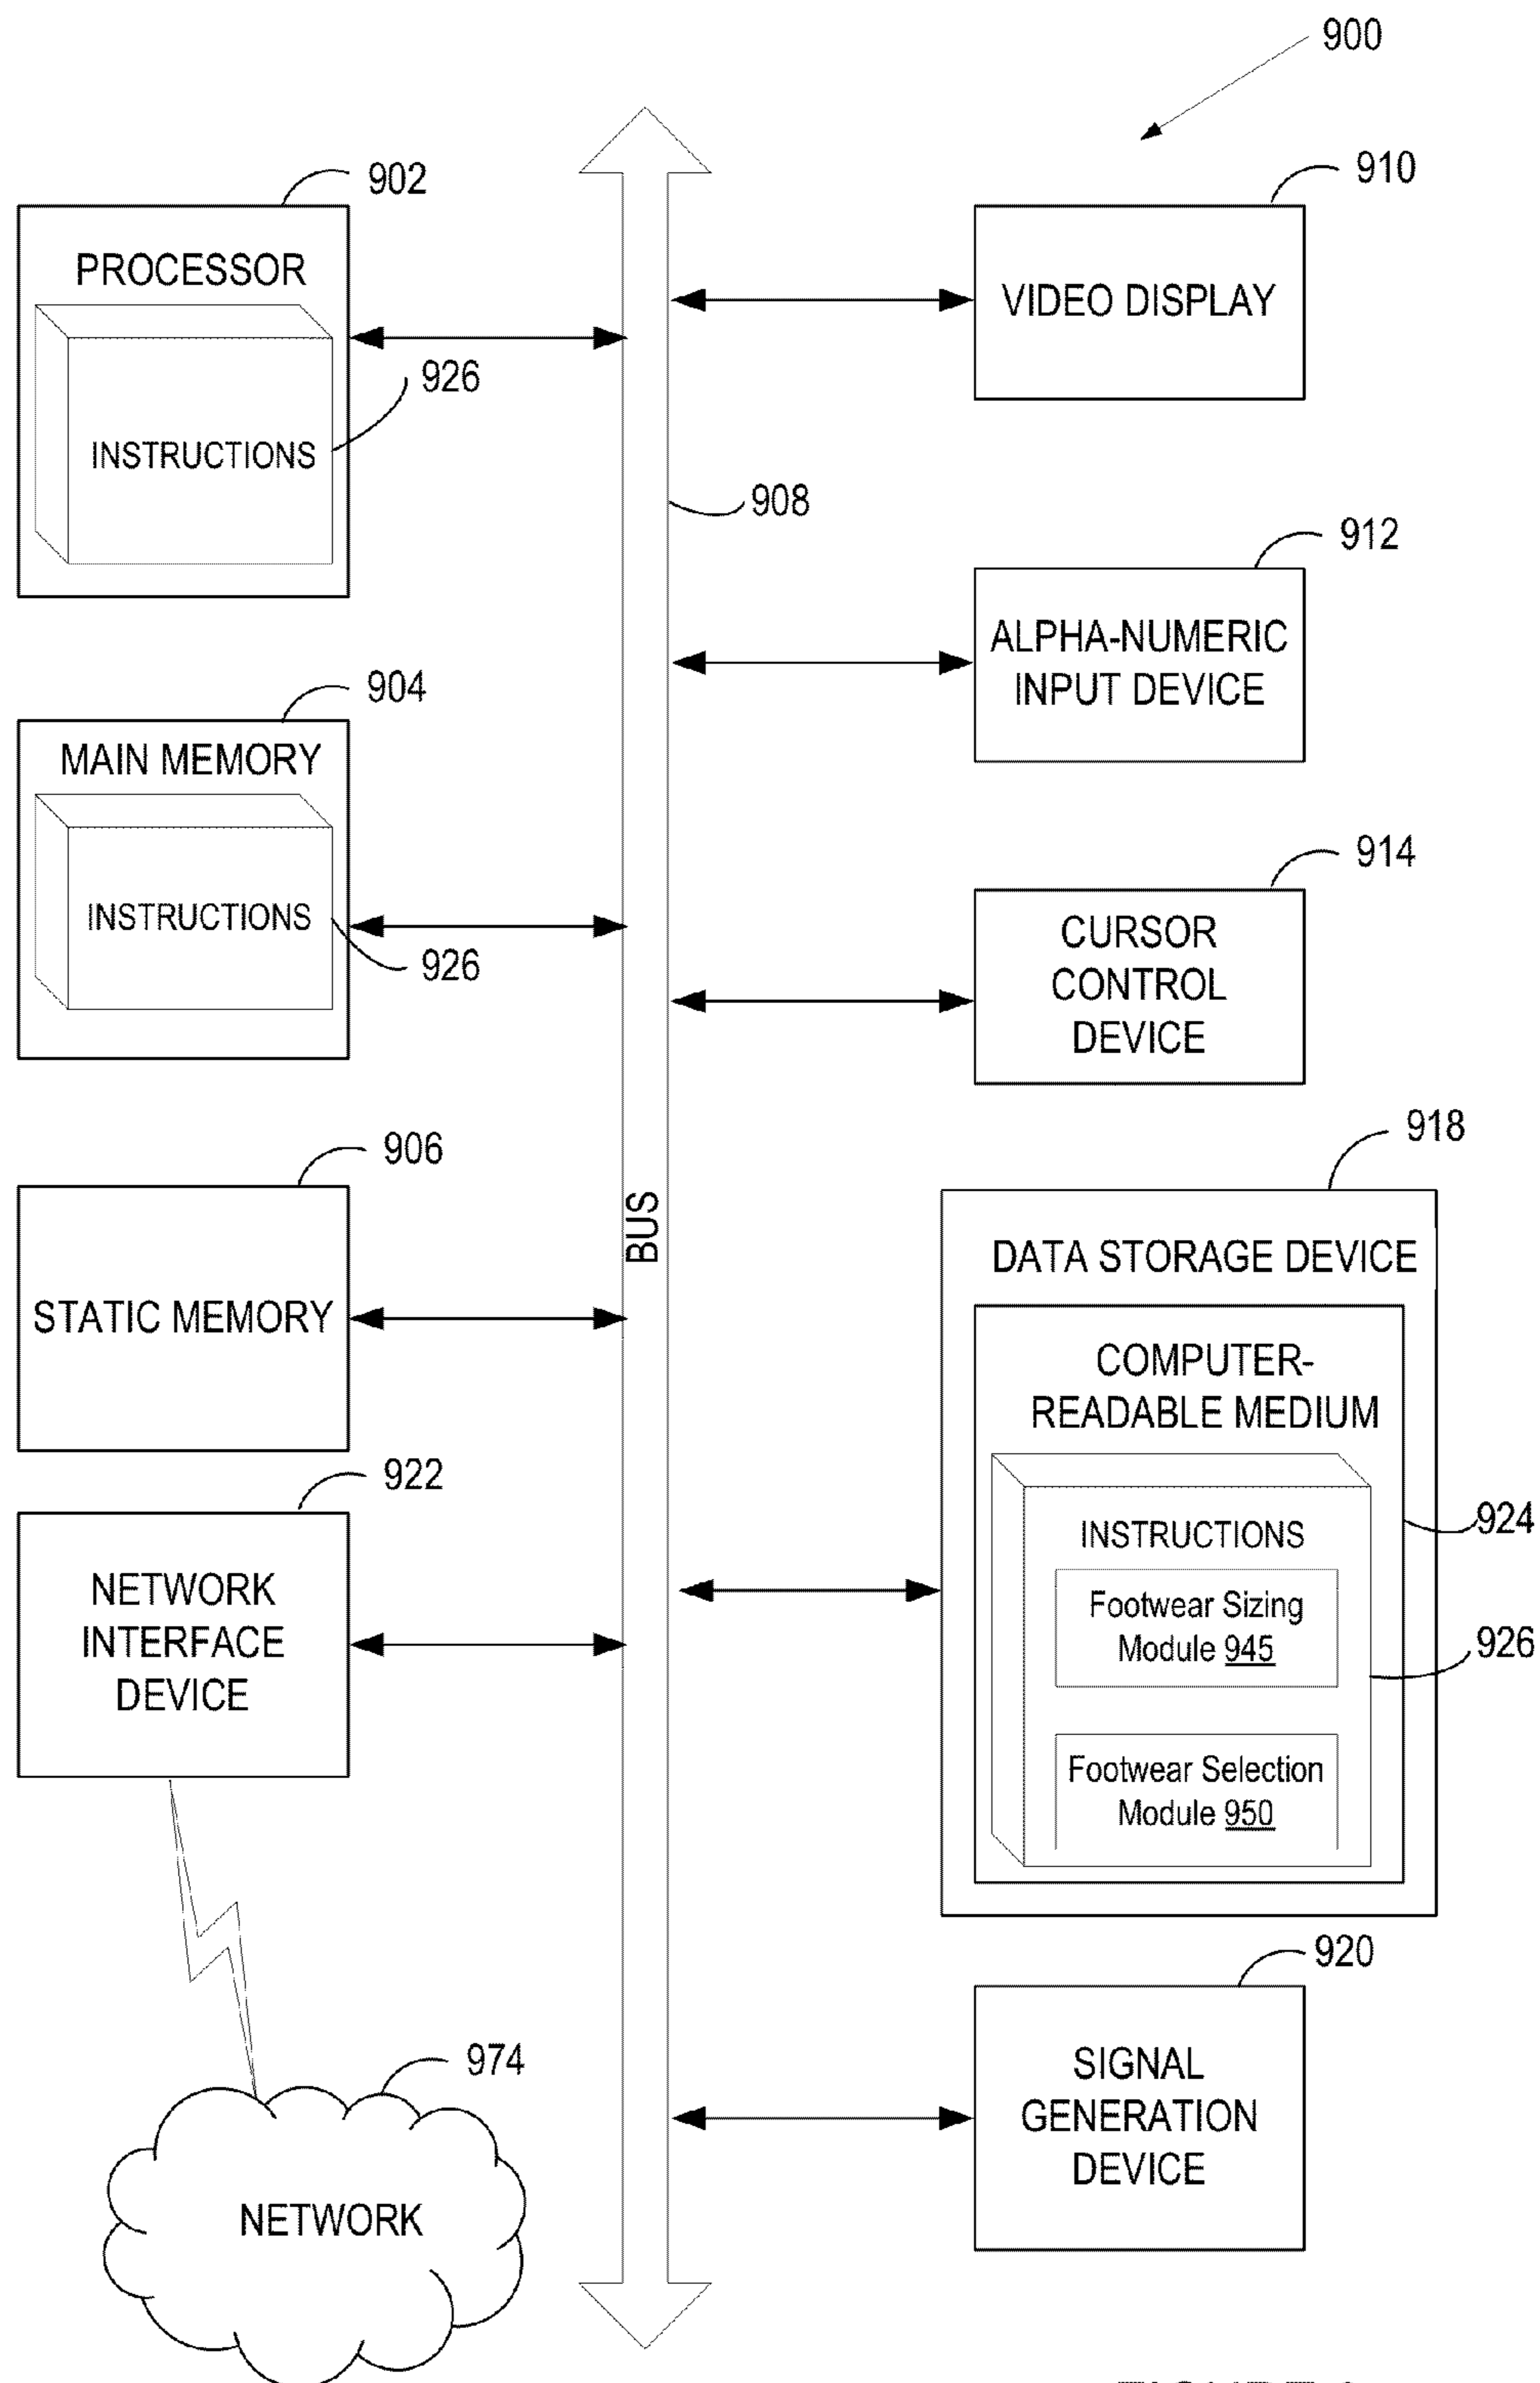 900
902
PROCESSOR
INSTRUCTIONS
926
904
MAIN MEMORY
INSTRUCTIONS
926
906
STATIC MEMORY
922
NETWORK
INTERFACE
DEVICE
974
NETWORK
908
BUS
910
VIDEO DISPLAY
912
ALPHA-NUMERIC
INPUT DEVICE
914
CURSOR
CONTROL
DEVICE
918
DATA STORAGE DEVICE
COMPUTER-
READABLE MEDIUM
924
INSTRUCTIONS
Footwear Sizing
Module 945
926
Footwear Selection
Module 950
920
SIGNAL
GENERATION
DEVICE